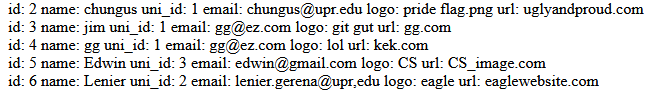 id: 2 name: chungus uni_id: 1 email: chungus@upr.edu logo: pride flag.png url: uglyandproud.com
id: 3 name: jim uni_id: 1 email: gg@ez.com logo: git gut url: gg.com
id: 4 name: gg uni_id: 1 email: gg@ez.com logo: lol url: kek.com
id: 5 name: Edwin uni_id: 3 email: edwin@gmail.com logo: CS url: CS_image.com
id: 6 name: Lenier uni_id: 2 email: lenier.gerena@upr,edu logo: eagle url: eaglewebsite.com